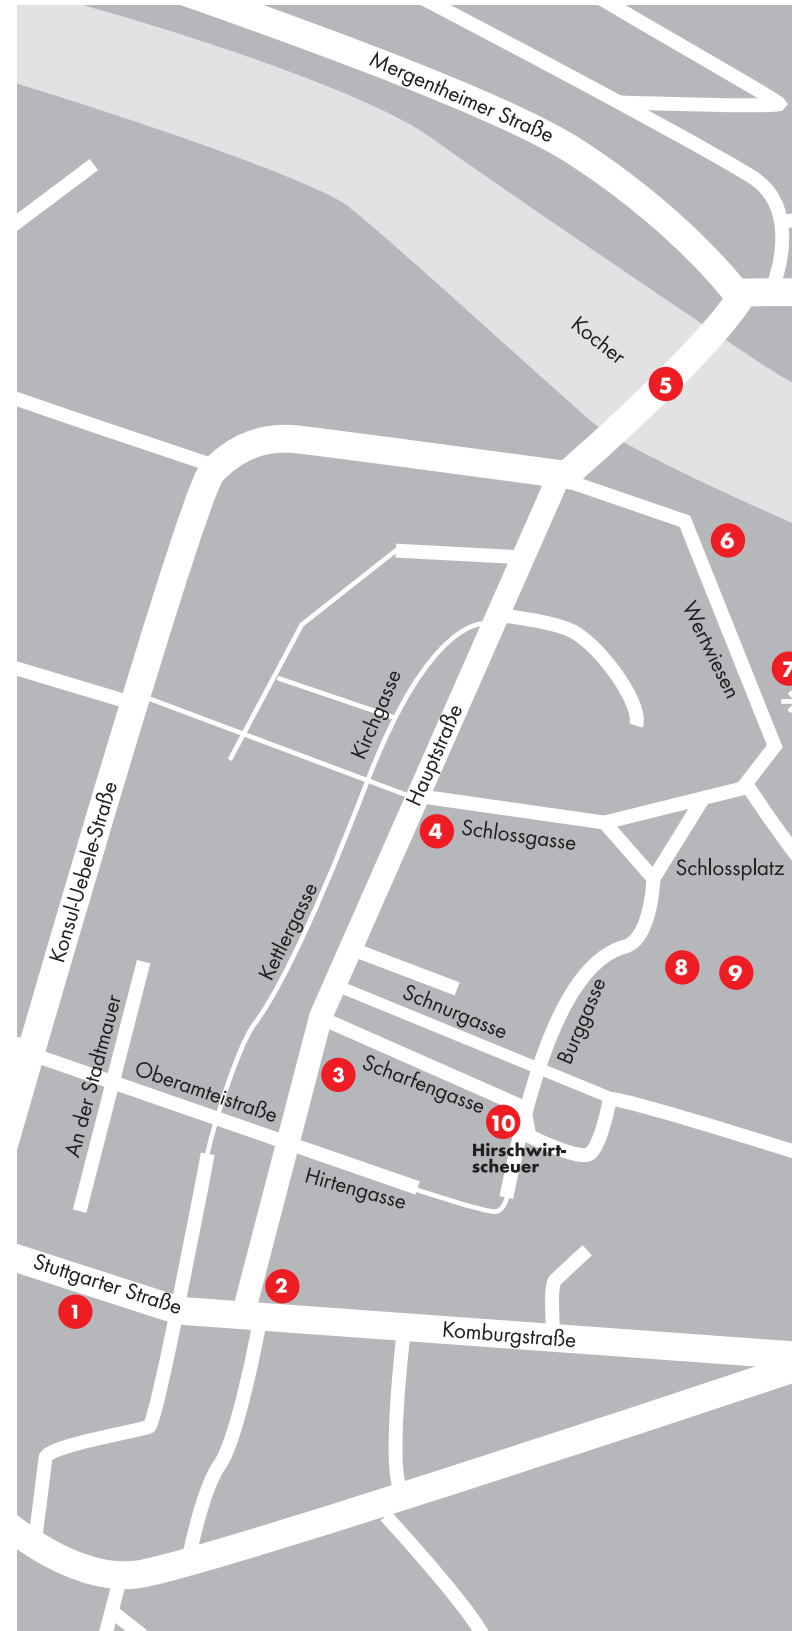 Mergentheimer Straße
Kocher
5
6
Wertwiesen
7
Kirchgasse
Hauptstraße
4
Schlossgasse
Konsul-Uebele-Straße
Schlossplatz
Kettlergasse
8
9
Schnurgasse
Burggasse
An der Stadtmauer
Oberamteistraße
3
Scharfengasse
10
Hirschwirt-
scheuer
Hirtengasse
Stuttgarter Straße
2
1
Komburgstraße